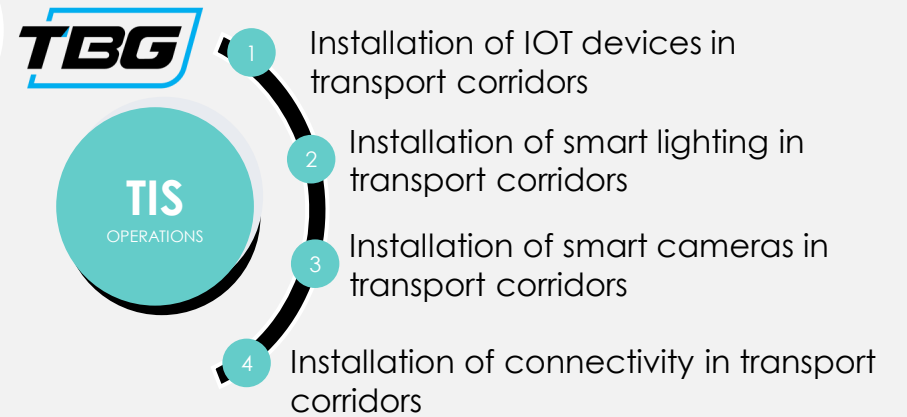 TBG
1
Installation of IOT devices in
transport corridors
2
Installation of smart lighting in
transport corridors
TIS
OPERATIONS
3
Installation of smart cameras in
transport corridors
4
Installation of connectivity in transport
corridors